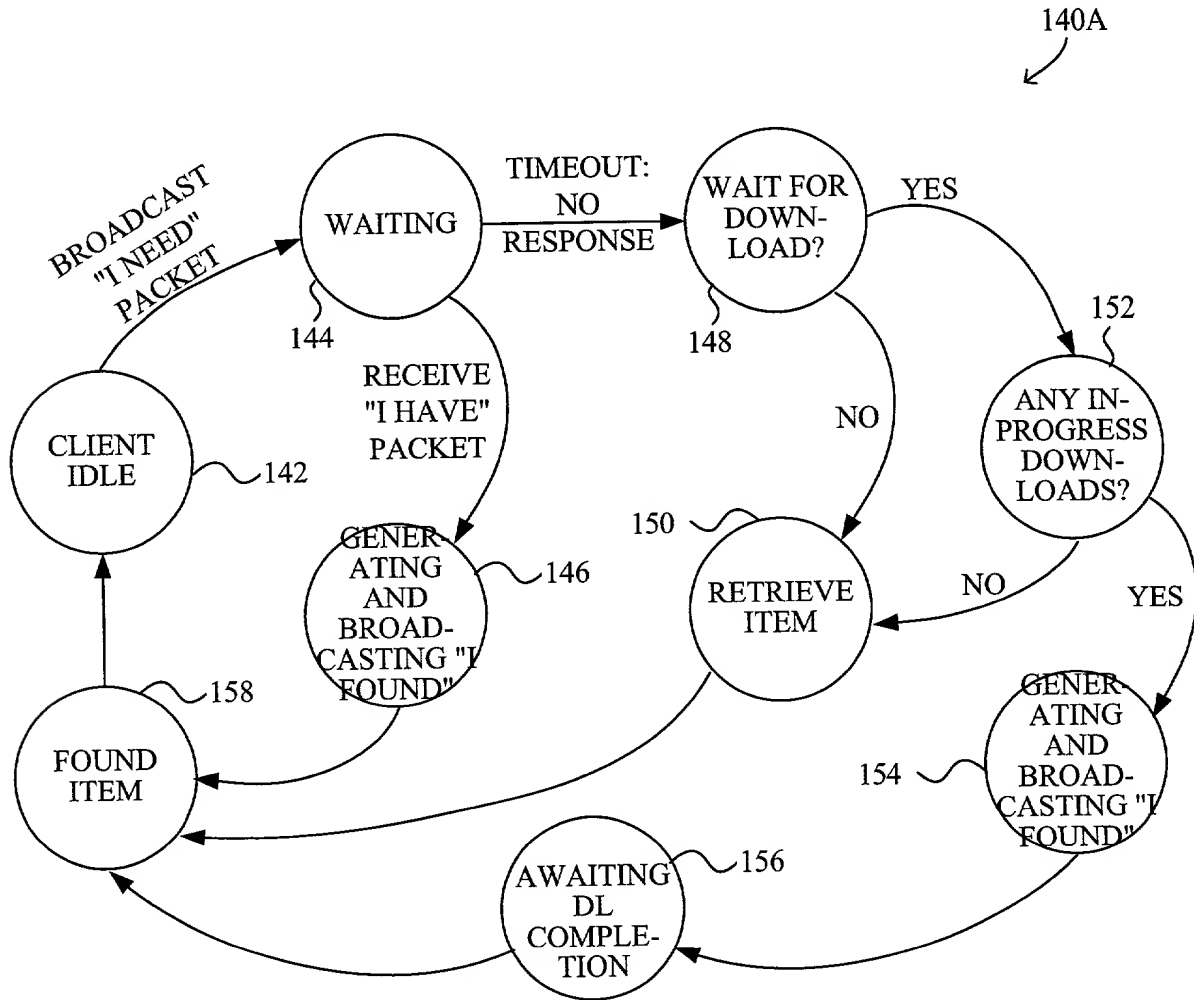 140A
BROADCAST
"I NEED"
PACKET
WAITING
144
TIMEOUT:
NO
RESPONSE
WAIT FOR
DOWN-
LOAD?
148
YES
152
ANY IN-
PROGRESS
DOWN-
LOADS?
CLIENT
IDLE
142
RECEIVE
"I HAVE"
PACKET
NO
GENER-
ATING
AND
BROAD-
CASTING "I
FOUND"
146
150
RETRIEVE
ITEM
NO
YES
158
FOUND
ITEM
GENER-
ATING
AND
BROAD-
CASTING "I
FOUND"
154
AWAITING
DL
COMPLE-
TION
156